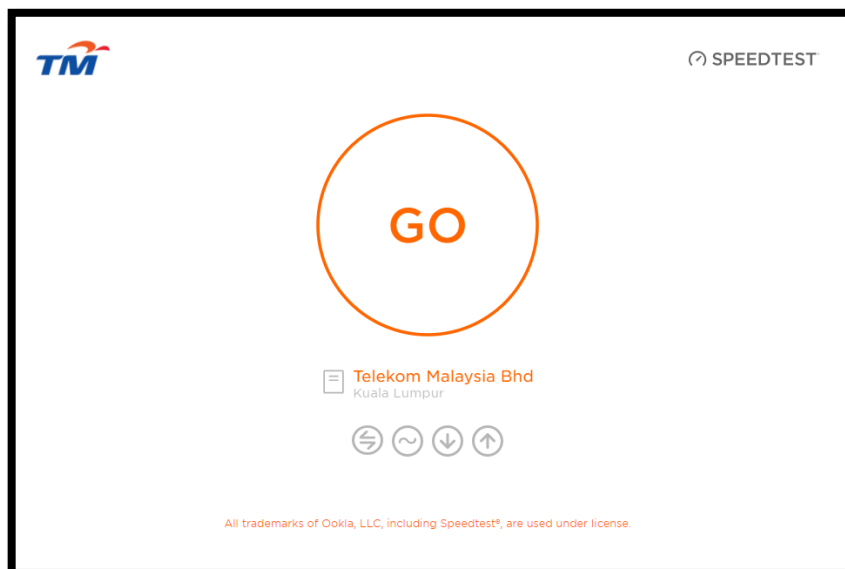 TM
SPEEDTEST
GO
Telekom Malaysia Bhd
Kuala Lumpur
All trademarks of Ookla, LLC, including Speedtest®, are used under license.